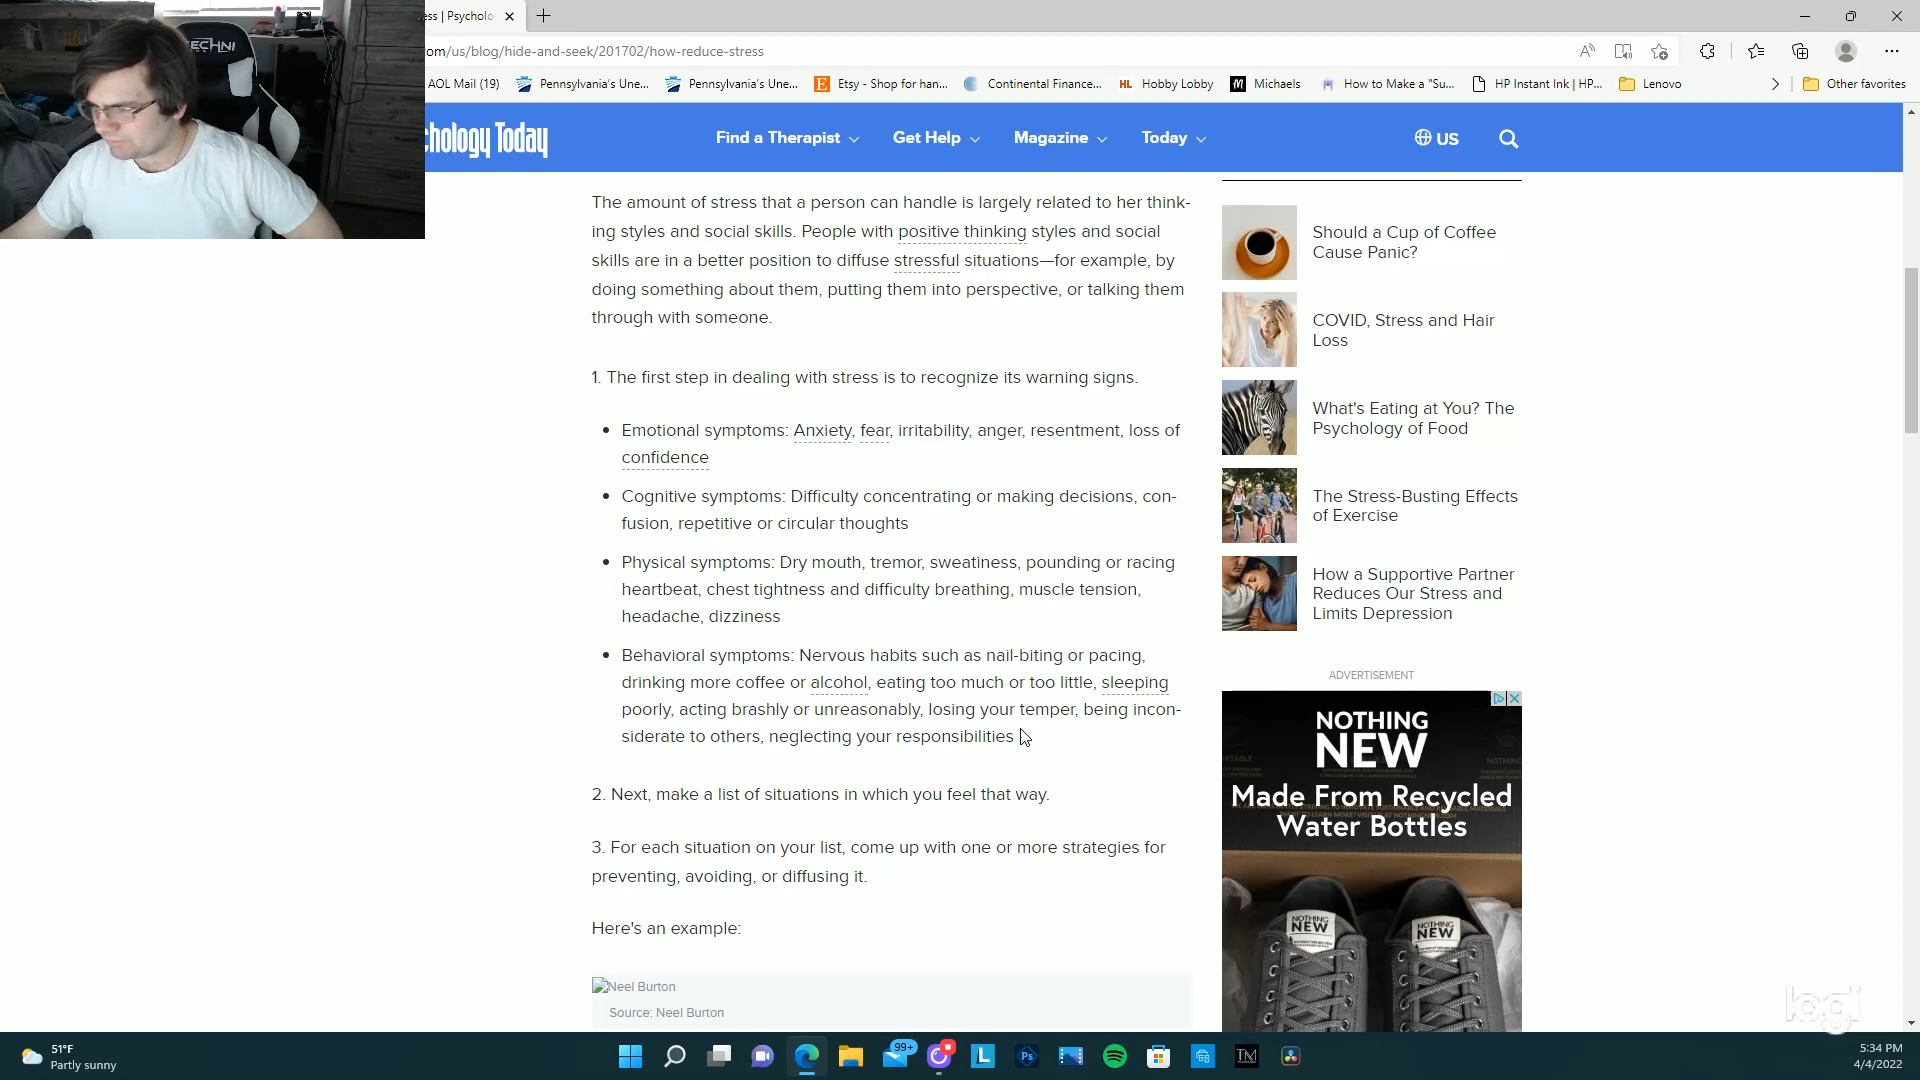 ess | Psycholo
om/us/blog/hide-and-seek/201702/how-reduce-stress
AOL Mail (19)
Pennsylvania's Une...
Pennsylvania's Une...
Etsy - Shop for han...
Continental Finance...
HL Hobby Lobby
Michaels
How to Make a "Su...
HP Instant Ink | HP...
Lenovo
Other favorites
TECHNI
chology Today
Find a Therapist
Get Help
Magazine
Today
US
The amount of stress that a person can handle is largely related to her think-
ing styles and social skills. People with positive thinking styles and social
skills are in a better position to diffuse stressful situations—for example, by
doing something about them, putting them into perspective, or talking them
through with someone.
1. The first step in dealing with stress is to recognize its warning signs.
• Emotional symptoms: Anxiety, fear, irritability, anger, resentment, loss of
confidence
• Cognitive symptoms: Difficulty concentrating or making decisions, con-
fusion, repetitive or circular thoughts
• Physical symptoms: Dry mouth, tremor, sweatiness, pounding or racing
heartbeat, chest tightness and difficulty breathing, muscle tension,
headache, dizziness
• Behavioral symptoms: Nervous habits such as nail-biting or pacing,
drinking more coffee or alcohol, eating too much or too little, sleeping
poorly, acting brashly or unreasonably, losing your temper, being incon-
siderate to others, neglecting your responsibilities
2. Next, make a list of situations in which you feel that way.
3. For each situation on your list, come up with one or more strategies for
preventing, avoiding, or diffusing it.
Here's an example:
Neel Burton
Source: Neel Burton
Should a Cup of Coffee
Cause Panic?
COVID, Stress and Hair
Loss
What's Eating at You? The
Psychology of Food
The Stress-Busting Effects
of Exercise
How a Supportive Partner
Reduces Our Stress and
Limits Depression
ADVERTISEMENT
NOTHING
NEW
Made From Recycled
Water Bottles
NOTHING
NEW
NOTHING
NEW
logi
51°F
Partly sunny
99+
L
Ps
TM
5:34 PM
4/4/2022